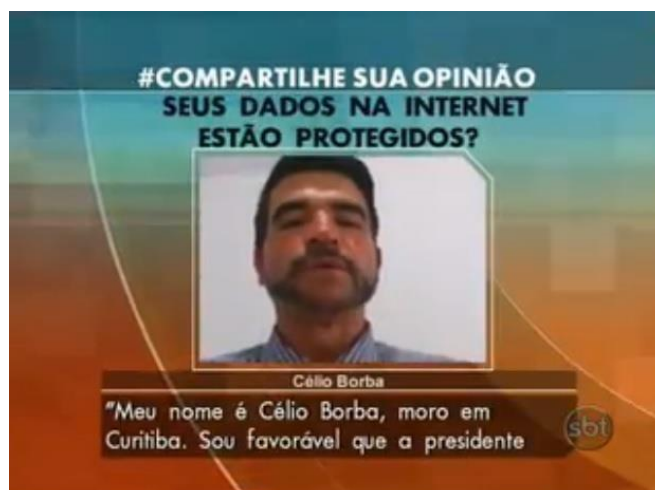 #COMPARTILHE SUA OPINIÃO
SEUS DADOS NA INTERNET
ESTÃO PROTEGIDOS?
Célio Borba
“Meu nome é Célio Borba, moro em
Curitiba. Sou favorável que a presidente
sbt